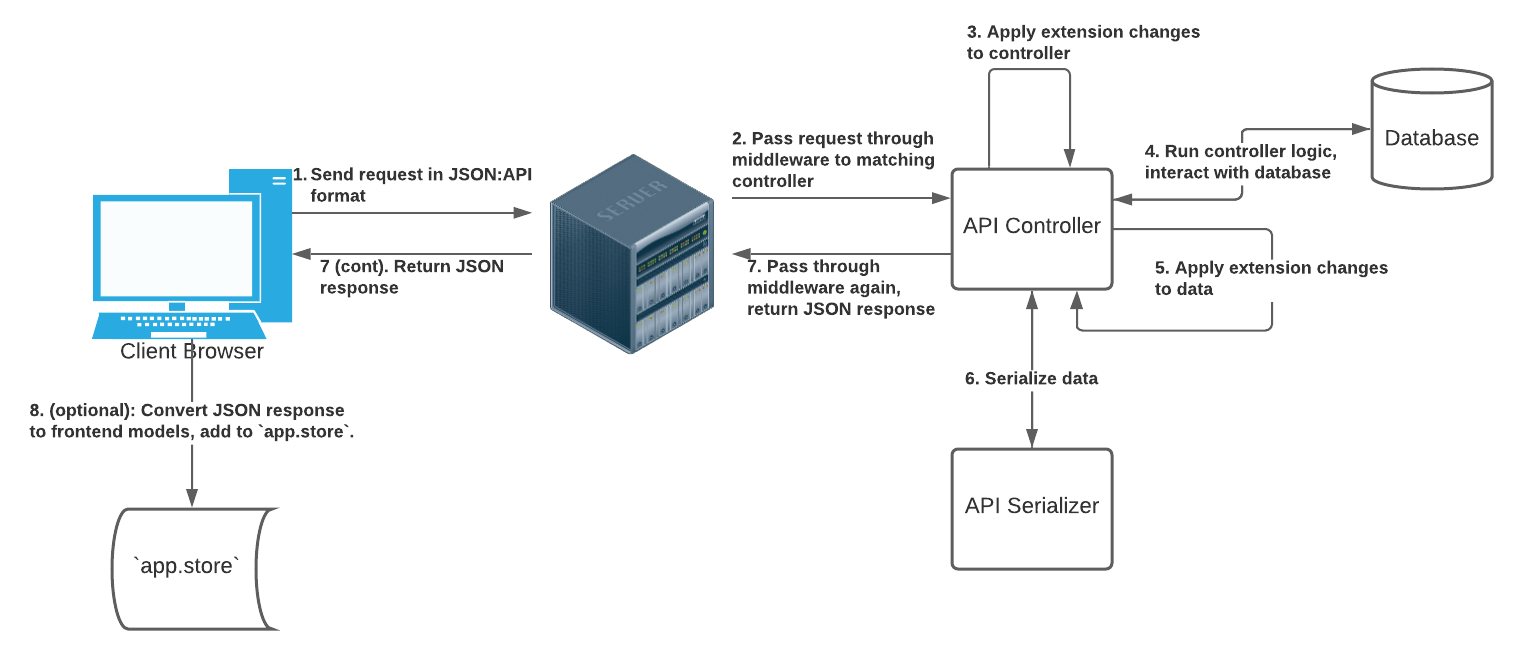 3. Apply extension changes
to controller
Database
2. Pass request through
middleware to matching
controller
4. Run controller logic,
interact with database
1. Send request in JSON:API
format
SERVER
API Controller
7 (cont). Return JSON
response
7. Pass through
middleware again,
return JSON response
5. Apply extension changes
to data
Client Browser
6. Serialize data
8. (optional): Convert JSON response
to frontend models, add to `app.store`.
API Serializer
`app.store`